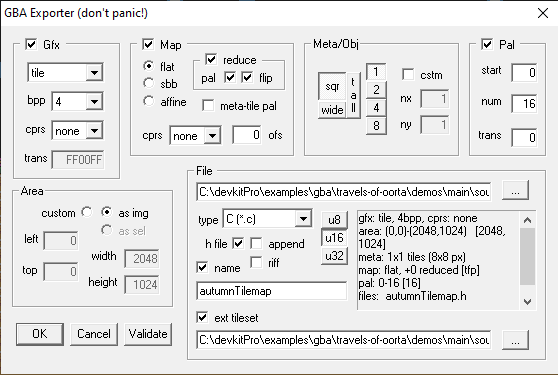 GBA Exporter (don't panic!)
Gfx
tile
bpp 4
cprs none
trans FF00FF
Map
flat
sbb
affine
reduce
pal flip
meta-tile pal
cprs none 0 ofs
Meta/Obj
sqr
tall
wide
1
2
4
8
cstm
nx 1
ny 1
Pal
start 0
num 16
trans 0
Area
custom as img
as sel
left 0
top 0
width 2048
height 1024
OK Cancel Validate
File
C:\devkitPro\examples\gba\travels-of-oorta\demos\main\sou ...
type C (*.c)
h file append
riff
name
u8
u16
u32
autumnTilemap
gfx: tile, 4bpp, cprs: none
area: (0,0)-(2048,1024) [2048,
1024]
meta: 1x1 tiles (8x8 px)
map: flat, +0 reduced [tfp]
pal: 0-16 [16]
files: autumnTilemap.h
ext tileset
C:\devkitPro\examples\gba\travels-of-oorta\demos\main\sou ...